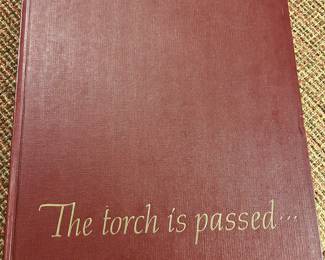 The torch is passed...